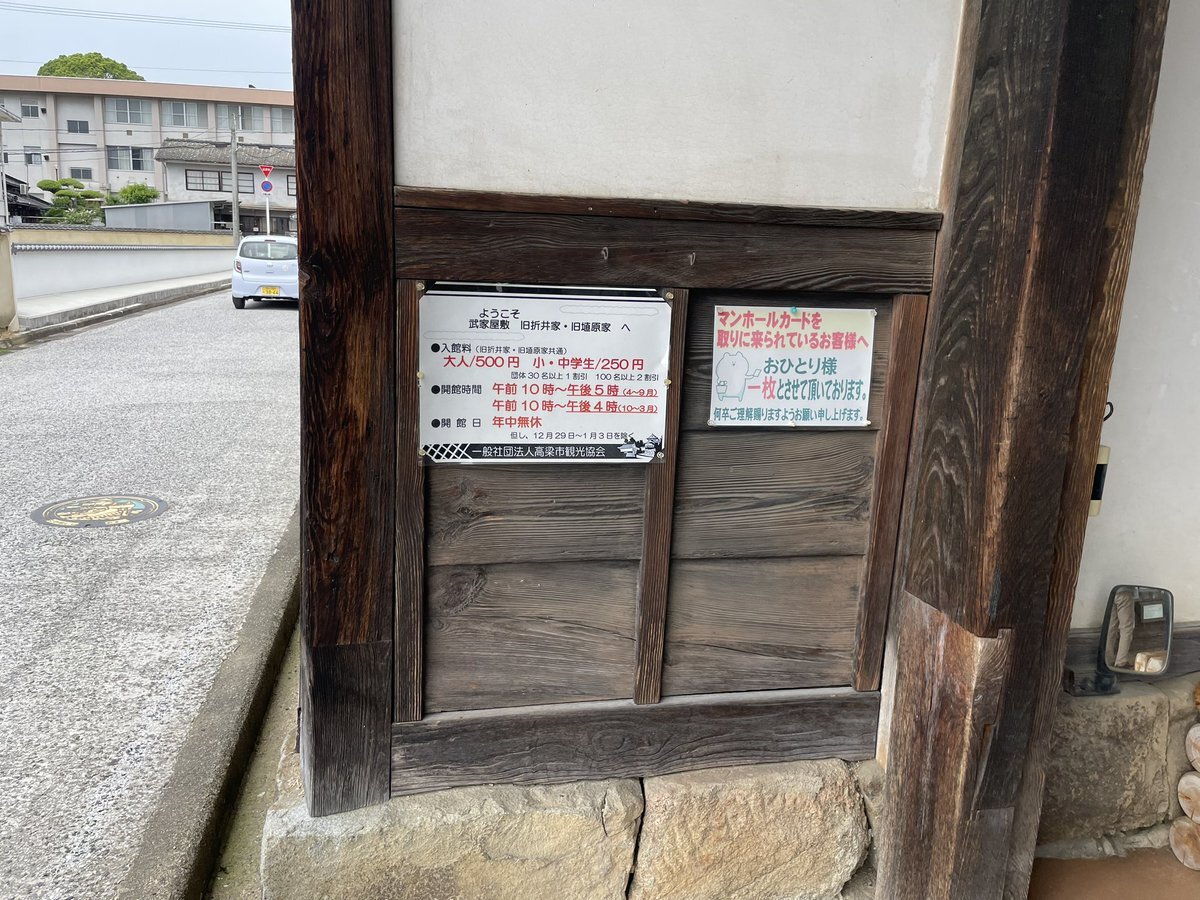 ようこそ
武家屋敷 旧折井家・旧埴原家 へ
●入館料(旧折井家・旧埴原家共通)
大人/500円 小・中学生/250円
団体30名以上1割引 100名以上2割引
●開館時間 午前10時～午後5時(4～9月)
午前10時～午後4時(10～3月)
●開館日 年中無休
但し、12月29日～1月3日を除く
一般社団法人高梁市観光協会
マンホールカードを
取りに来られているお客様へ
おひとり様
一枚とさせて頂いております。
何卒ご理解賜りますようお願い申し上げます。